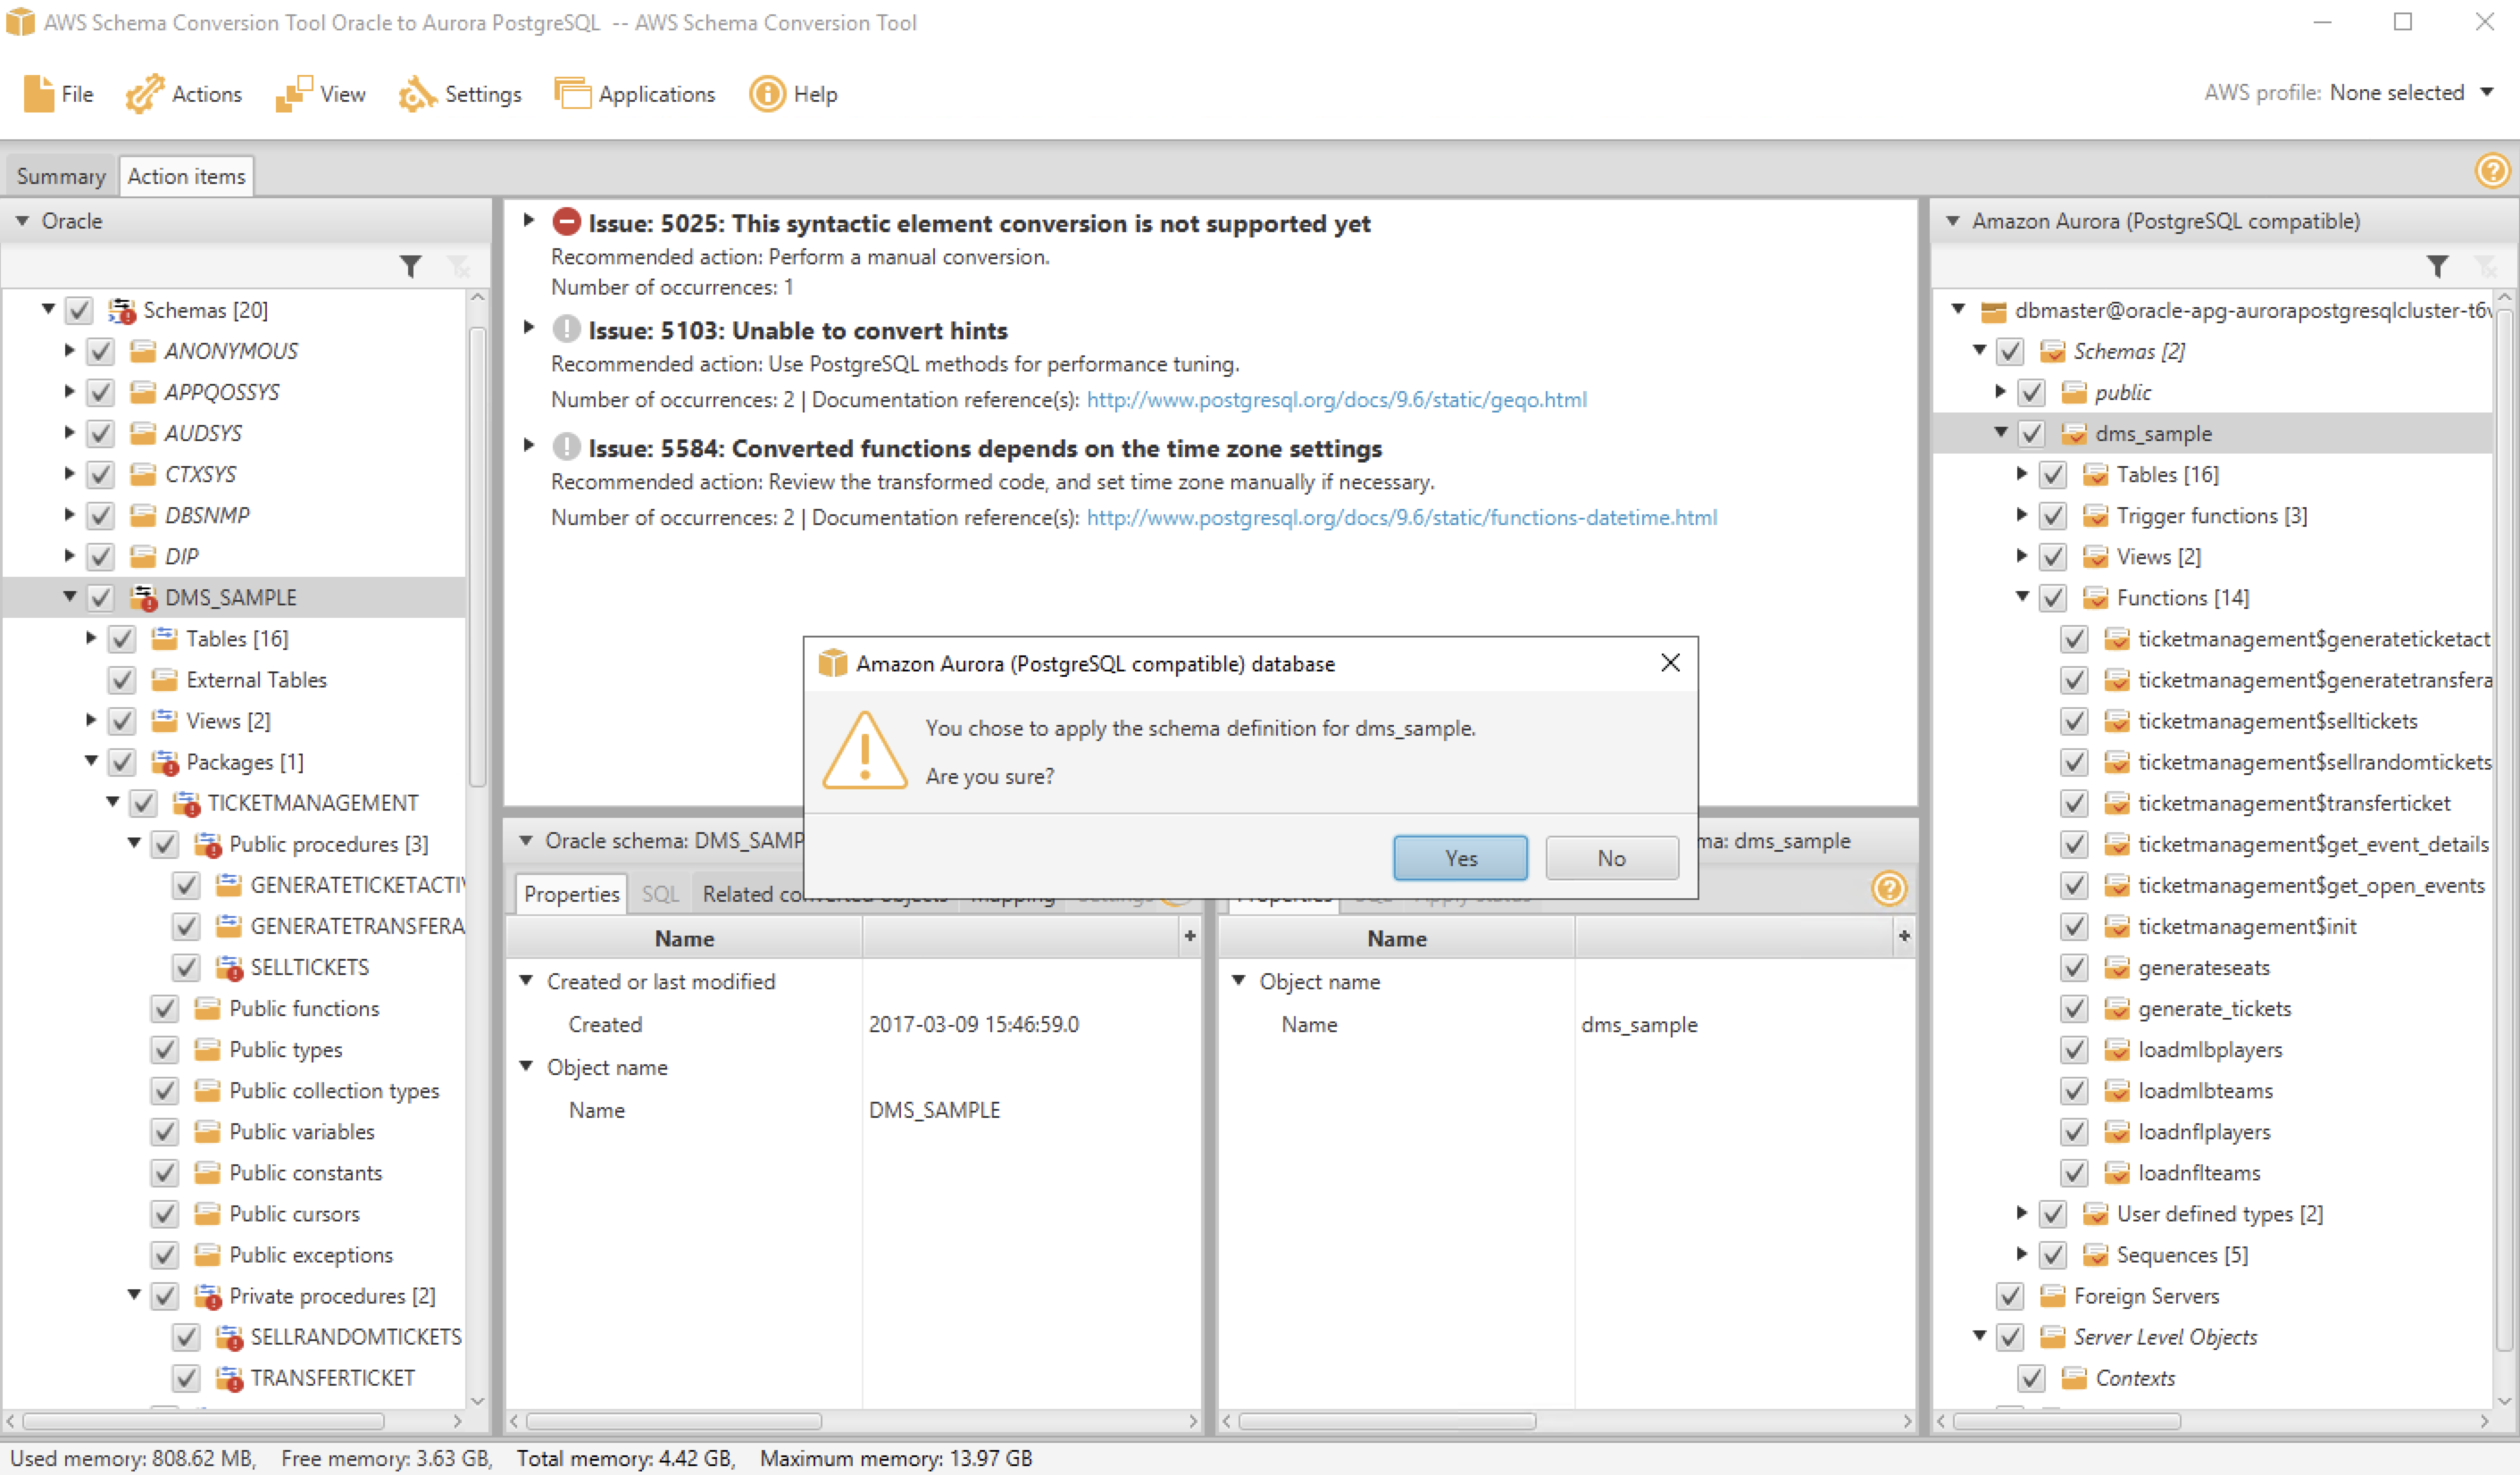 AWS Schema Conversion Tool Oracle to Aurora PostgreSQL -- AWS Schema Conversion Tool
File Actions View Settings Applications Help
AWS profile: None selected
Summary Action items
Oracle
Schemas [20]
ANONYMOUS
APPQOSSYS
AUDSYS
CTXSYS
DBSNMP
DIP
DMS_SAMPLE
Tables [16]
External Tables
Views [2]
Packages [1]
TICKETMANAGEMENT
Public procedures [3]
GENERATETICKETACTIV
GENERATETRANSFERA
SELLTICKETS
Public functions
Public types
Public collection types
Public variables
Public constants
Public cursors
Public exceptions
Private procedures [2]
SELLRANDOMTICKETS
TRANSFERTICKET
Issue: 5025: This syntactic element conversion is not supported yet
Recommended action: Perform a manual conversion.
Number of occurrences: 1
Issue: 5103: Unable to convert hints
Recommended action: Use PostgreSQL methods for performance tuning.
Number of occurrences: 2 | Documentation reference(s): http://www.postgresql.org/docs/9.6/static/geqo.html
Issue: 5584: Converted functions depends on the time zone settings
Recommended action: Review the transformed code, and set time zone manually if necessary.
Number of occurrences: 2 | Documentation reference(s): http://www.postgresql.org/docs/9.6/static/functions-datetime.html
Amazon Aurora (PostgreSQL compatible) database
You chose to apply the schema definition for dms_sample.
Are you sure?
Yes No
Oracle schema: DMS_SAMP
Properties SQL Related
Name
Created or last modified
Created 2017-03-09 15:46:59.0
Object name
Name DMS_SAMPLE
ma: dms_sample
Name
Object name
Name dms_sample
Amazon Aurora (PostgreSQL compatible)
dbmaster@oracle-apg-aurorapostgresqlcluster-t6v
Schemas [2]
public
dms_sample
Tables [16]
Trigger functions [3]
Views [2]
Functions [14]
ticketmanagement$generateticketact
ticketmanagement$generatetransfera
ticketmanagement$selltickets
ticketmanagement$sellrandomtickets
ticketmanagement$transferticket
ticketmanagement$get_event_details
ticketmanagement$get_open_events
ticketmanagement$init
generateseats
generate_tickets
loadmlbplayers
loadmlbteams
loadnflplayers
loadnflteams
User defined types [2]
Sequences [5]
Foreign Servers
Server Level Objects
Contexts
Used memory: 808.62 MB, Free memory: 3.63 GB, Total memory: 4.42 GB, Maximum memory: 13.97 GB